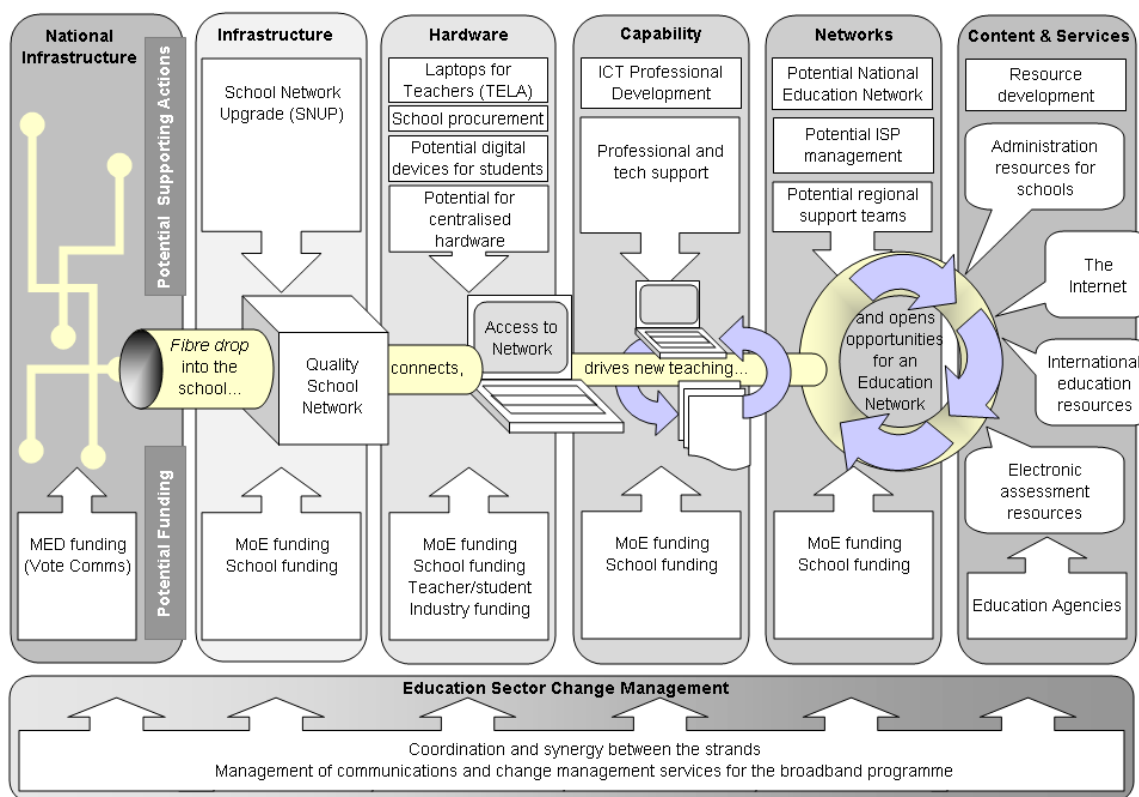 National
Infrastructure
Potential Supporting Actions
Potential Funding
MED funding
(Vote Comms)
Infrastructure
School Network
Upgrade (SNUP)
Fibre drop
into the
school...
Quality
School
Network
MoE funding
School funding
Hardware
Laptops for
Teachers (TELA)
School procurement
Potential digital
devices for students
Potential for
centralised
hardware
connects,
Access to
Network
MoE funding
School funding
Teacher/student
Industry funding
Capability
ICT Professional
Development
Professional and
tech support
drives new teaching...
MoE funding
School funding
Networks
Potential National
Education Network
Potential ISP
management
Potential regional
support teams
and opens
opportunities
for an
Education
Network
MoE funding
School funding
Content & Services
Resource
development
Administration
resources for
schools
The
Internet
International
education
resources
Electronic
assessment
resources
Education Agencies
Education Sector Change Management
Coordination and synergy between the strands
Management of communications and change management services for the broadband programme